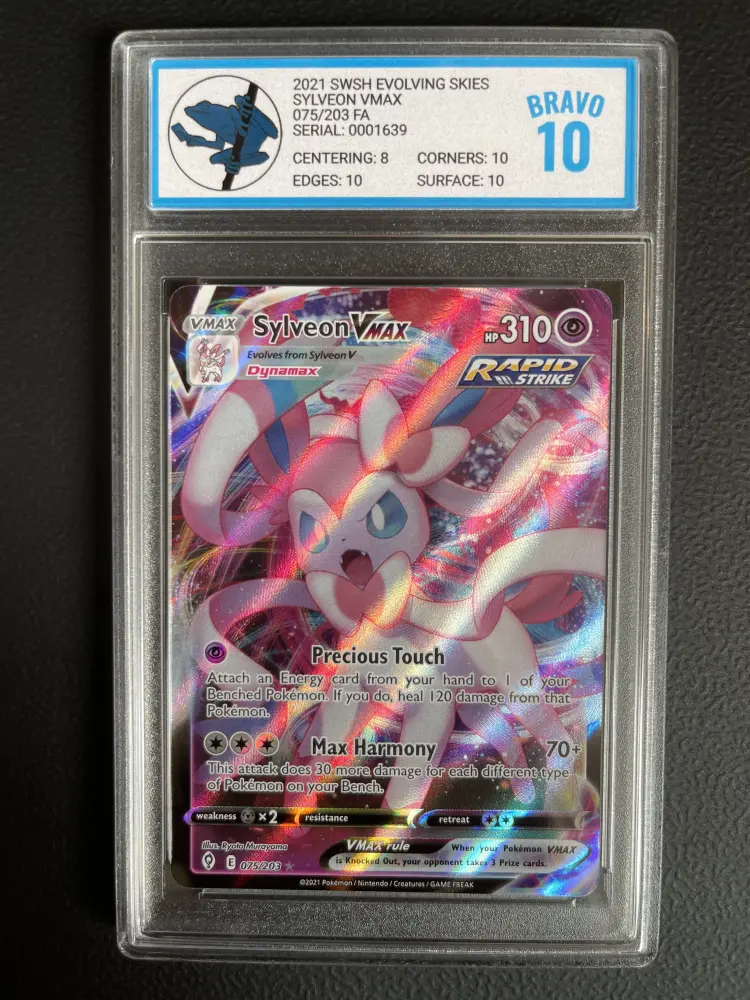 2021 SWSH EVOLVING SKIES
SYLVEON VMAX
075/203 FA
SERIAL: 0001639
CENTERING: 8 CORNERS: 10
EDGES: 10 SURFACE: 10
BRAVO
10
VMAX
Sylveon VMAX
HP 310
Evolves from Sylveon V
Dynamax
RAPID
STRIKE
Precious Touch
Attach an Energy card from your hand to 1 of your
Benched Pokémon. If you do, heal 120 damage from that
Pokémon.
Max Harmony 70+
This attack does 30 more damage for each different type
of Pokémon on your Bench.
weakness ×2 resistance retreat
Illus. Ryota Murayama
E 075/203 ★
VMAX rule
When your Pokémon VMAX
is Knocked Out, your opponent takes 3 Prize cards.
©2021 Pokémon / Nintendo / Creatures / GAME FREAK